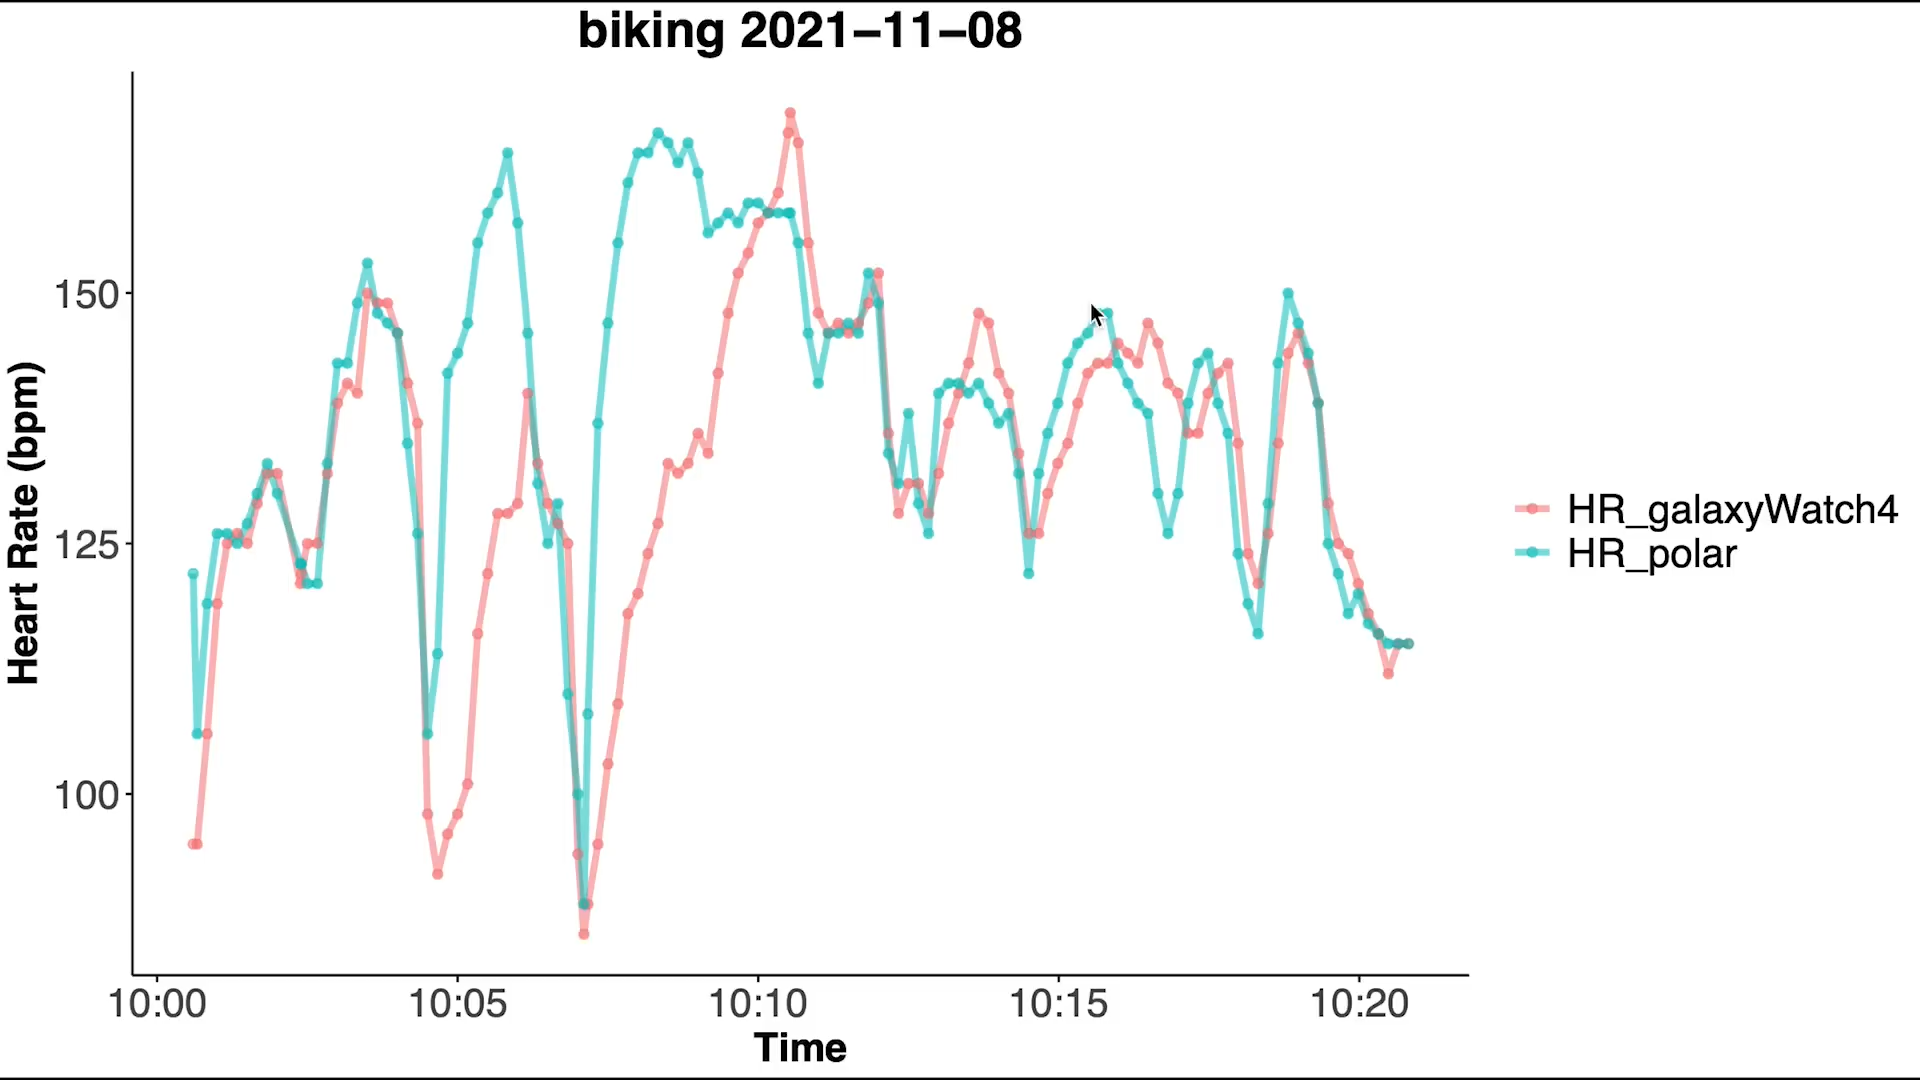 biking 2021−11−08
Heart Rate (bpm)
150
125
100
10:00 10:05 10:10 10:15 10:20
Time
HR_galaxyWatch4
HR_polar